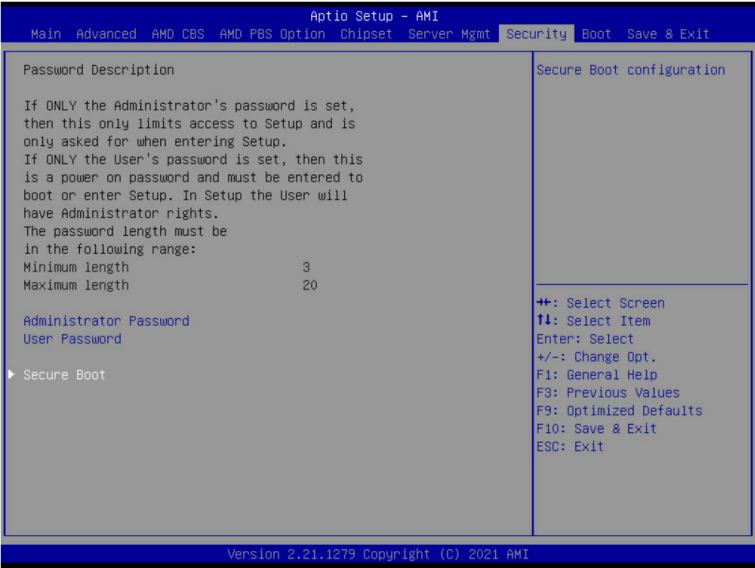 Aptio Setup - AMI
Main Advanced AMD CBS AMD PBS Option Chipset Server Mgmt Security Boot Save & Exit
Password Description
If ONLY the Administrator's password is set,
then this only limits access to Setup and is
only asked for when entering Setup.
If ONLY the User's password is set, then this
is a power on password and must be entered to
boot or enter Setup. In Setup the User will
have Administrator rights.
The password length must be
in the following range:
Minimum length 3
Maximum length 20
Administrator Password
User Password
Secure Boot
Secure Boot configuration
→←: Select Screen
↑↓: Select Item
Enter: Select
+/-: Change Opt.
F1: General Help
F3: Previous Values
F9: Optimized Defaults
F10: Save & Exit
ESC: Exit
Version 2.21.1279 Copyright (C) 2021 AMI